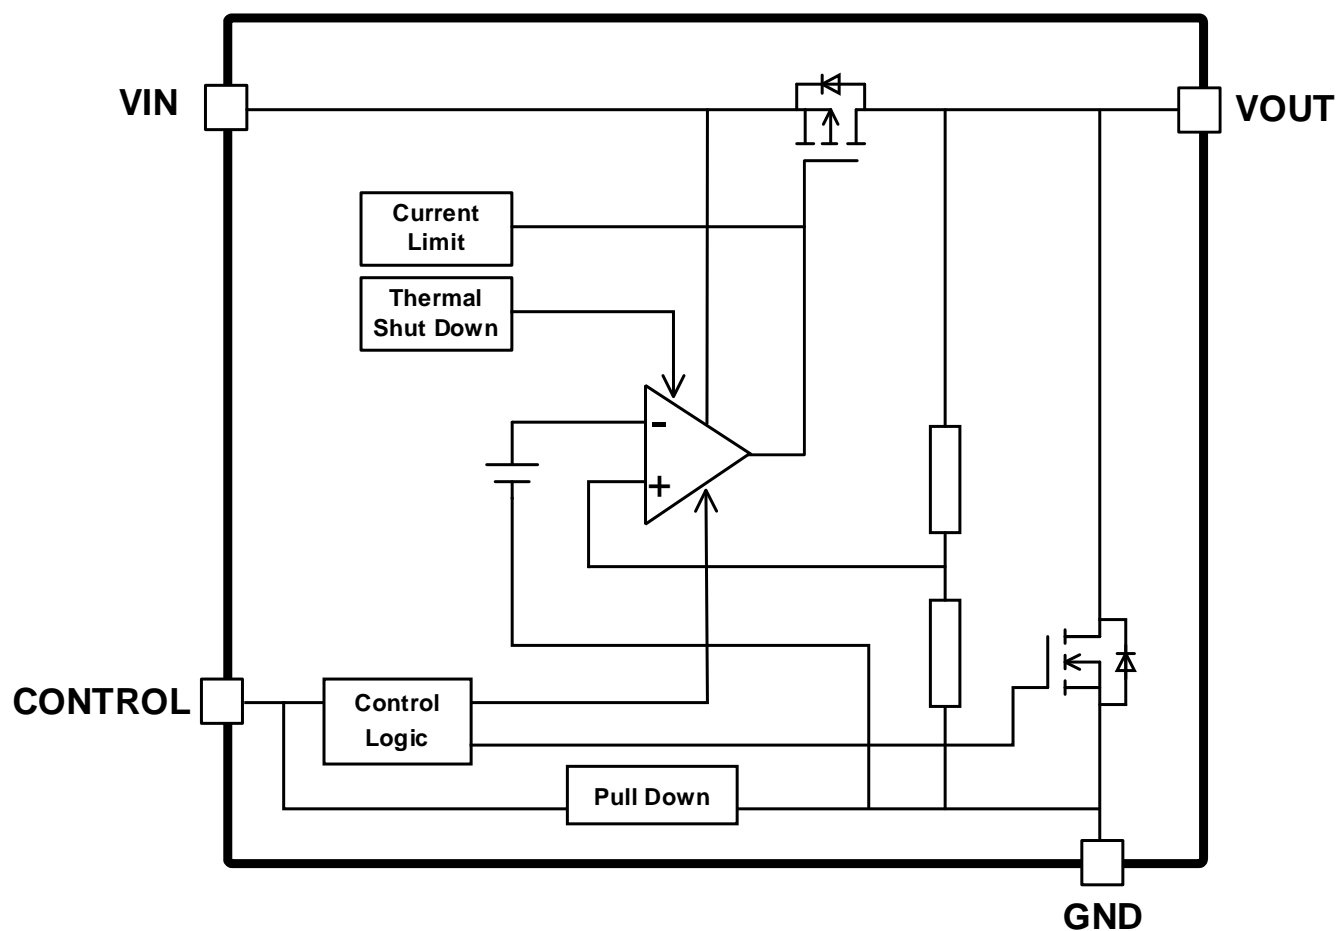 VIN
VOUT
Current
Limit
Thermal
Shut Down
-
+
CONTROL
Control
Logic
Pull Down
GND